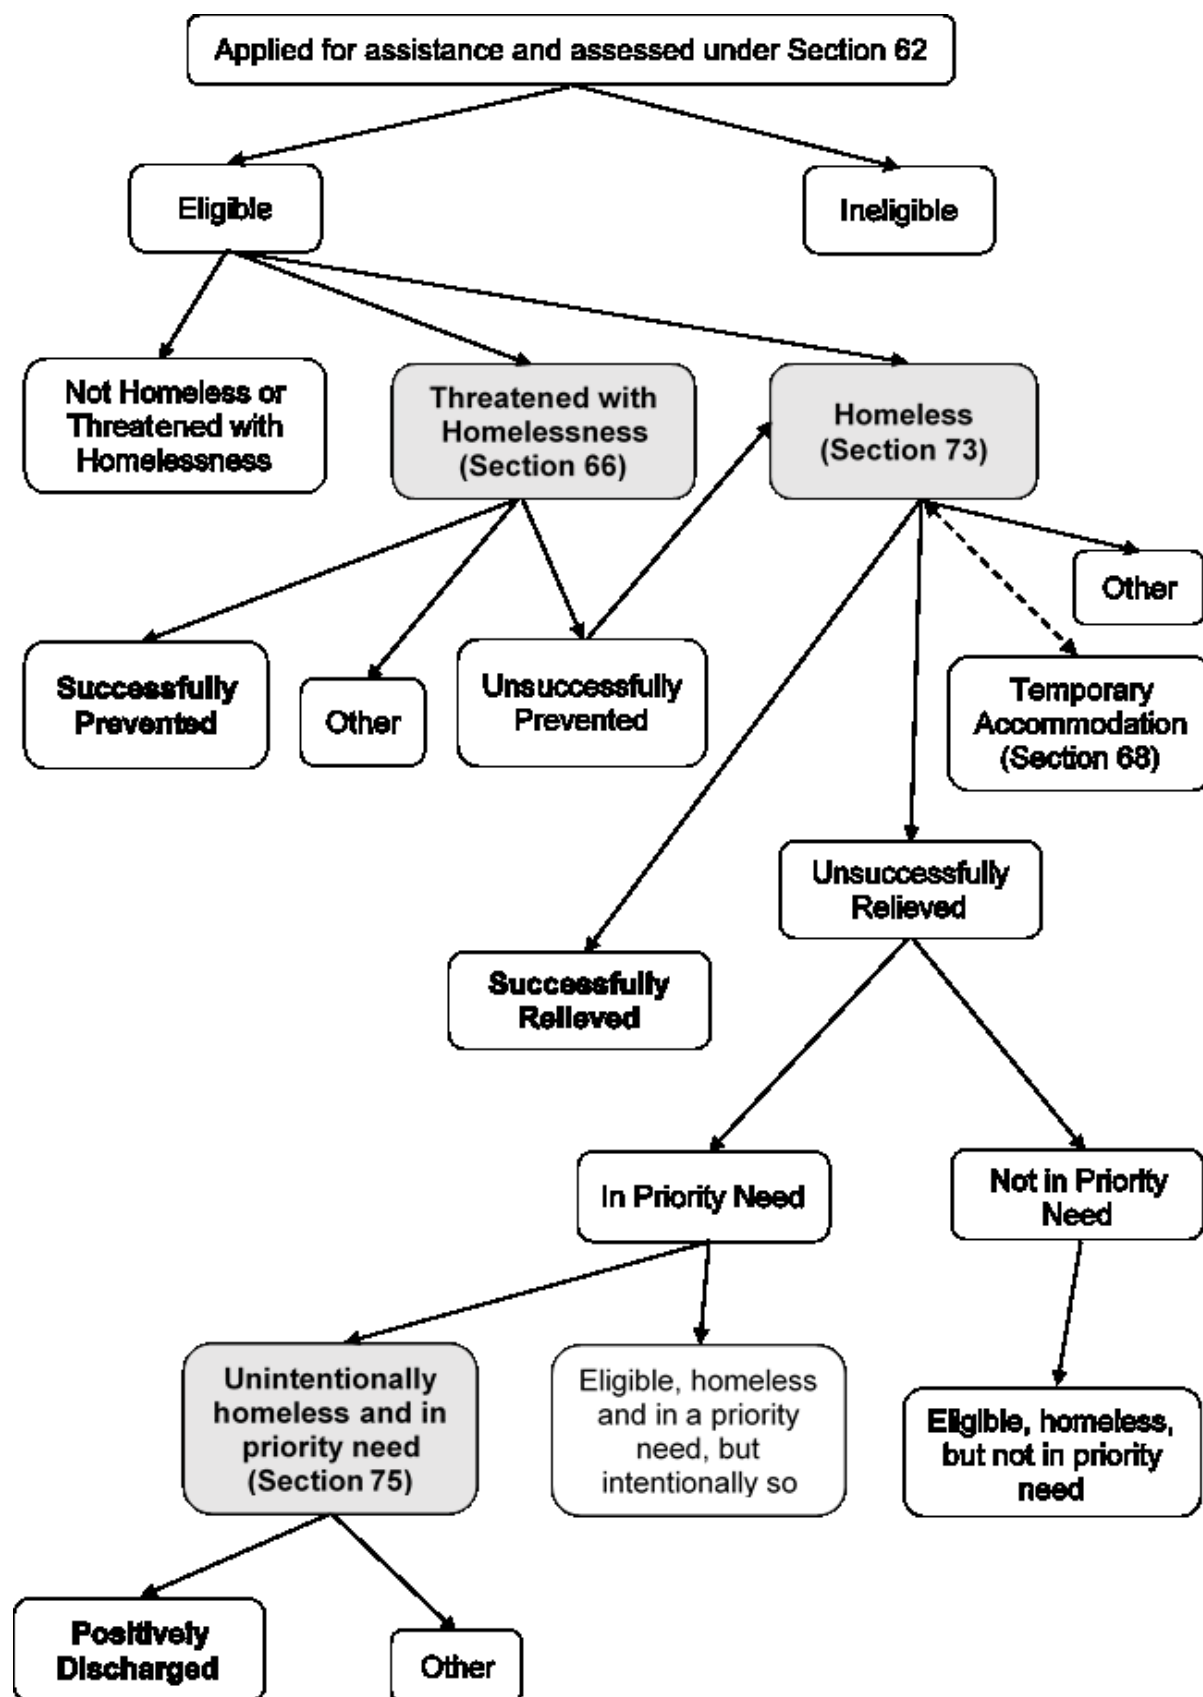 Applied for assistance and assessed under Section 62
Eligible
Ineligible
Not Homeless or
Threatened with
Homelessness
Threatened with
Homelessness
(Section 66)
Homeless
(Section 73)
Other
Successfully
Prevented
Other
Unsuccessfully
Prevented
Temporary
Accommodation
(Section 68)
Unsuccessfully
Relieved
Successfully
Relieved
In Priority Need
Not in Priority
Need
Unintentionally
homeless and in
priority need
(Section 75)
Eligible, homeless
and in a priority
need, but
intentionally so
Eligible, homeless,
but not in priority
need
Positively
Discharged
Other